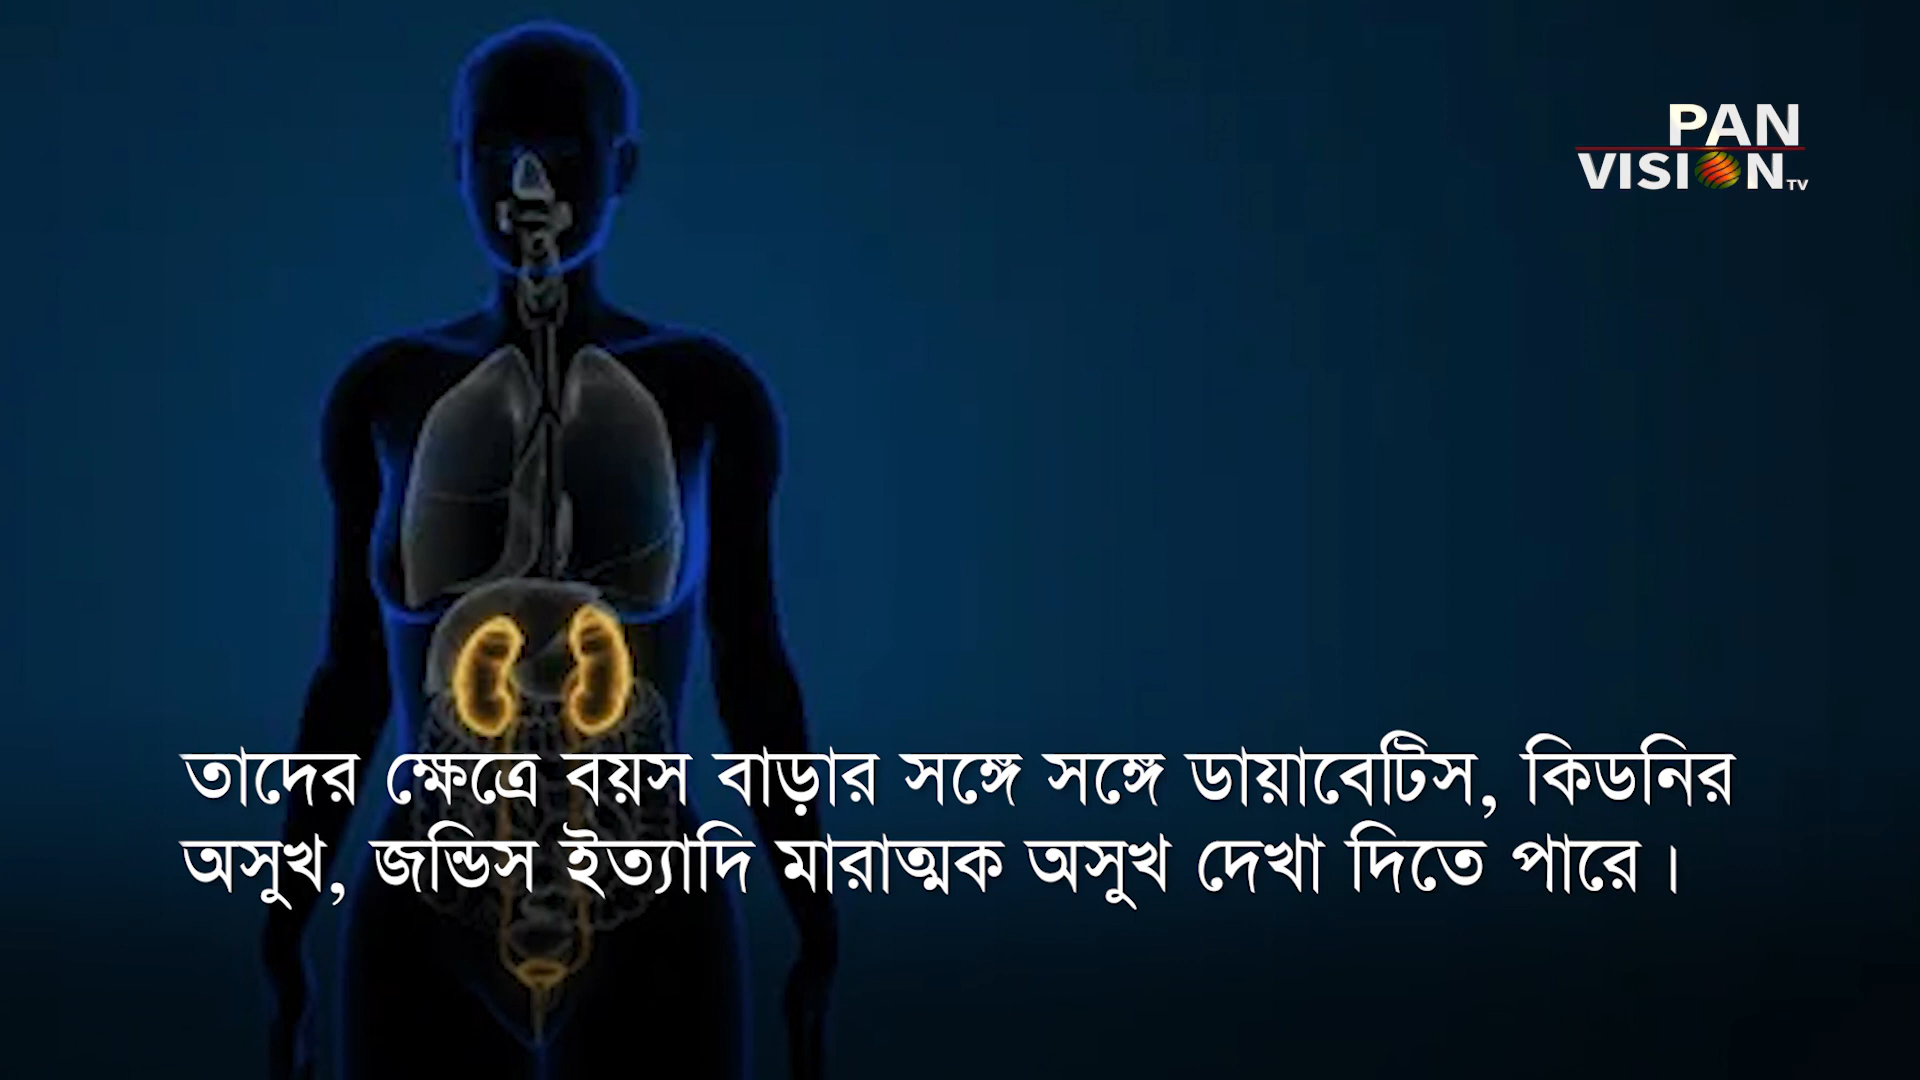 PAN
VISION TV
তাদের ক্ষেত্রে বয়স বাড়ার সঙ্গে সঙ্গে ডায়াবেটিস, কিডনির
অসুখ, জন্ডিস ইত্যাদি মারাত্মক অসুখ দেখা দিতে পারে।